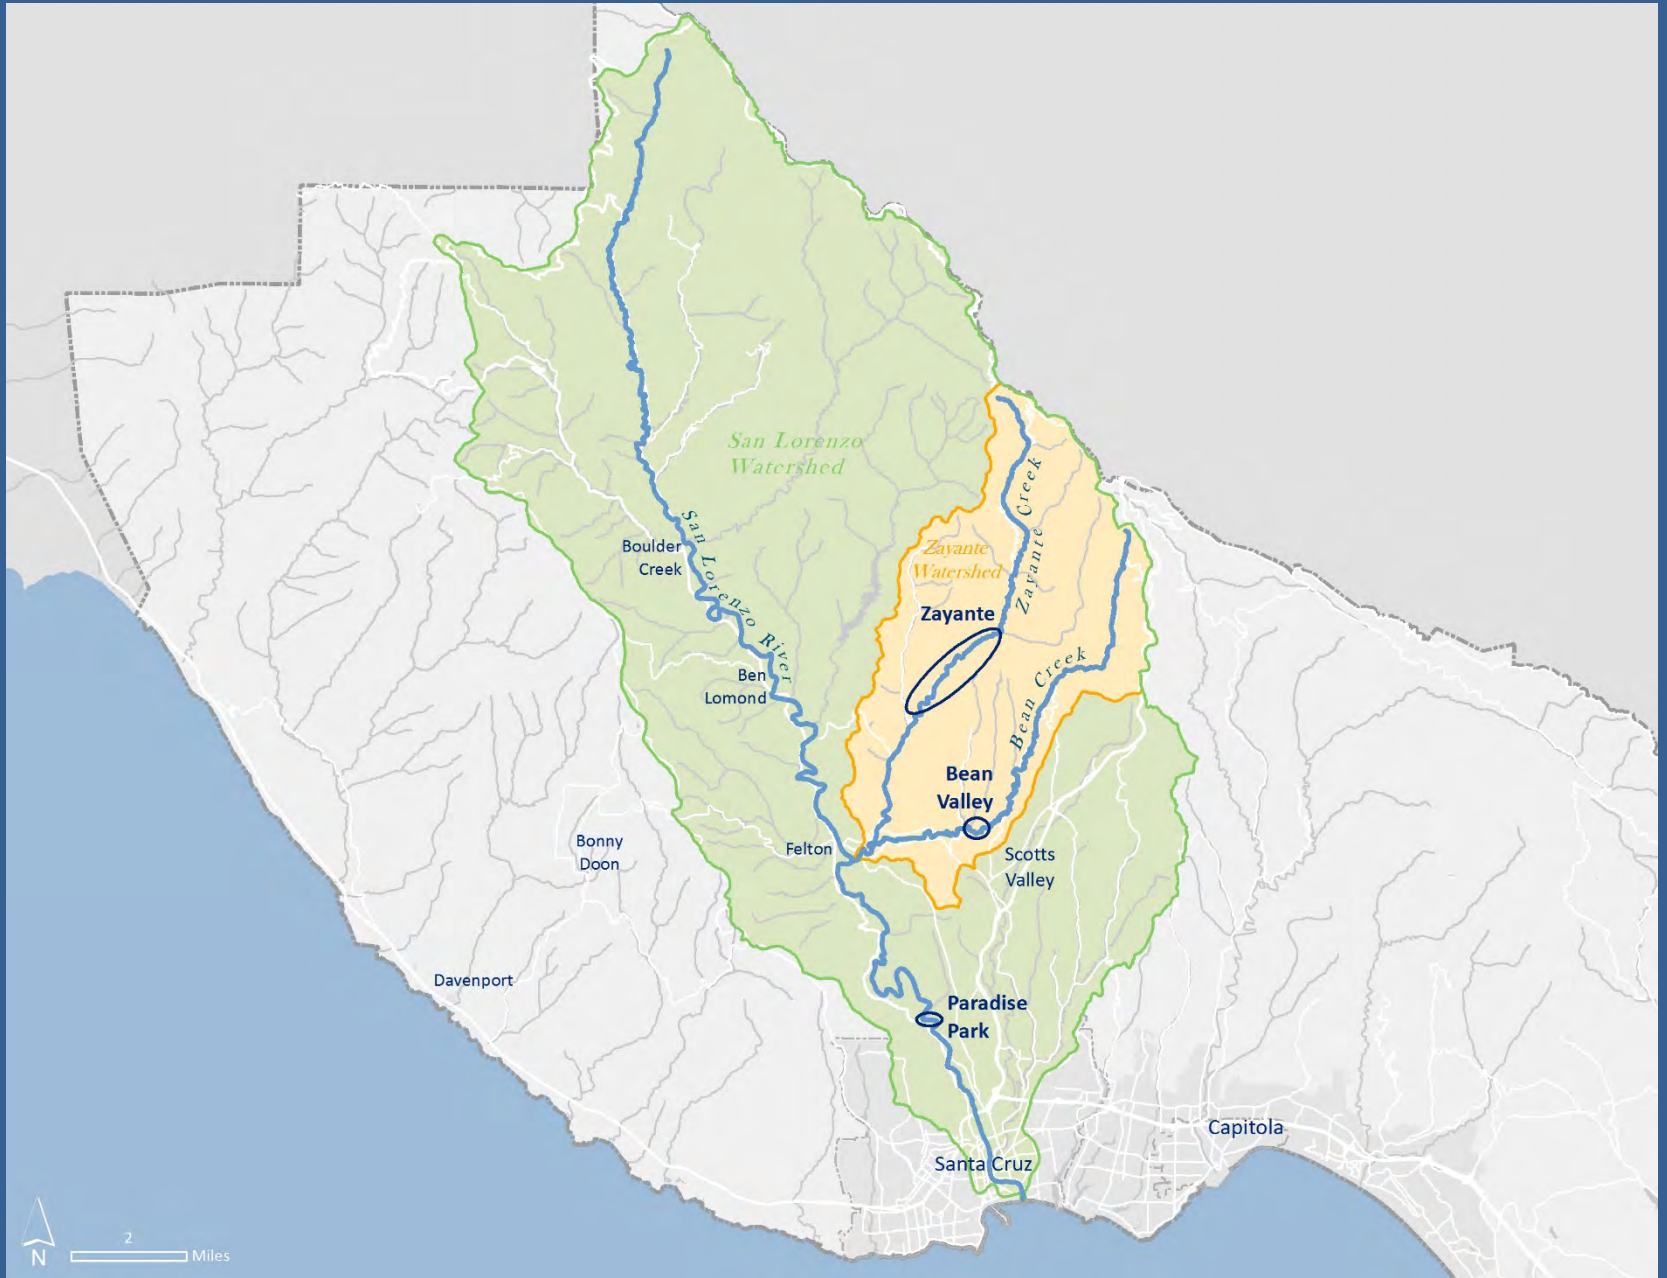 San Lorenzo
Watershed
Zayante Creek
San Lorenzo River
Boulder
Creek
Zayante
Watershed
Zayante
Bean Creek
Ben
Lomond
Bean
Valley
Felton
Bonny
Doon
Scotts
Valley
Davenport
Paradise
Park
Capitola
Santa Cruz
N
2
Miles